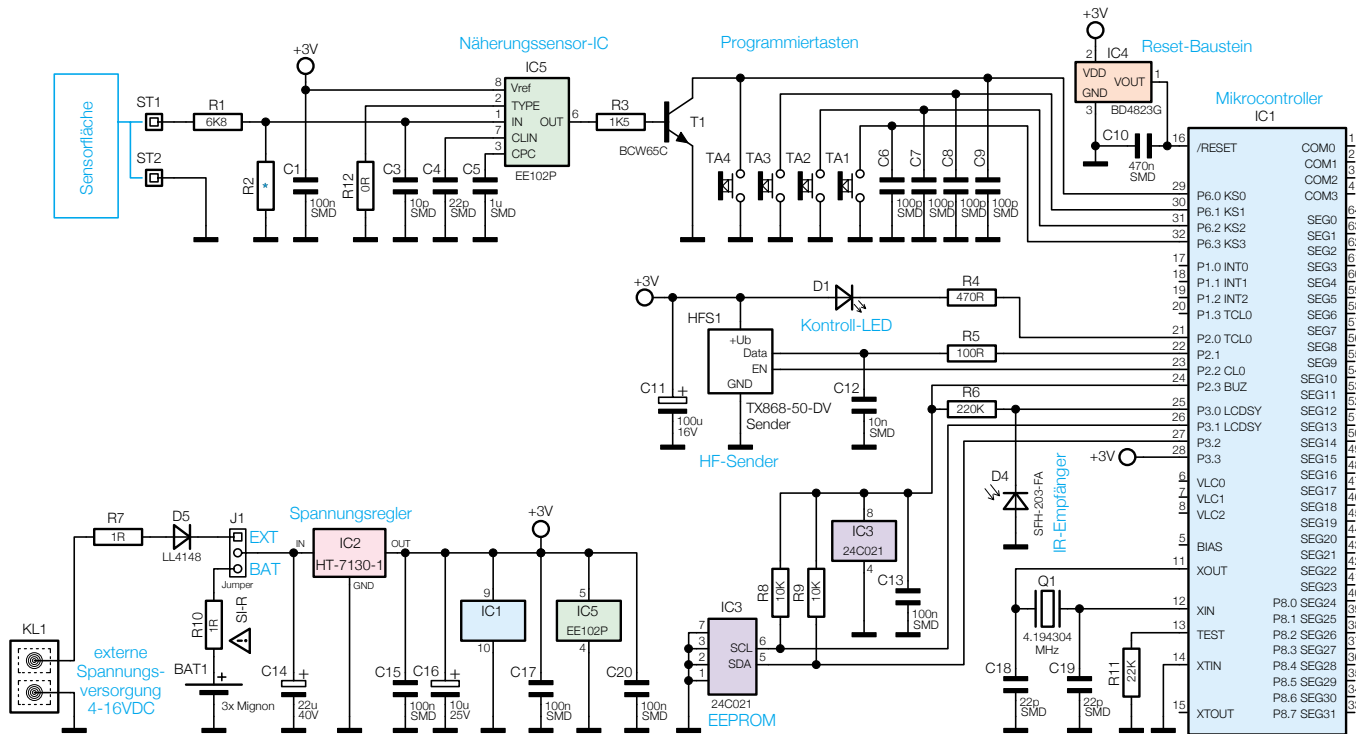 +3V
Näherungssensor-IC
Programmiertasten
+3V
Reset-Baustein
Sensorfläche
ST1
ST2
R1
6K8
R2
*
C1
100n
SMD
R12
0R
C3
10p
SMD
C4
22p
SMD
C5
1u
SMD
IC5
8
Vref
2
TYPE
1
IN
OUT
6
7
CLIN
3
CPC
EE102P
R3
1K5
T1
BCW65C
TA4
TA3
TA2
TA1
C6
100p
SMD
C7
100p
SMD
C8
100p
SMD
C9
100p
SMD
2
IC4
VDD
VOUT
1
GND
3
BD4823G
C10
470n
SMD
Mikrocontroller
IC1
16
/RESET
29
P6.0 KS0
30
P6.1 KS1
31
P6.2 KS2
32
P6.3 KS3
17
P1.0 INT0
18
P1.1 INT1
19
P1.2 INT2
20
P1.3 TCL0
21
P2.0 TCL0
22
P2.1
23
P2.2 CL0
24
P2.3 BUZ
25
P3.0 LCDSY
26
P3.1 LCDSY
27
P3.2
28
P3.3
6
VLC0
7
VLC1
8
VLC2
5
BIAS
11
XOUT
12
XIN
13
TEST
14
XTIN
15
XTOUT
COM0
1
COM1
2
COM2
3
COM3
4
SEG0
SEG1
SEG2
SEG3
SEG4
SEG5
SEG6
SEG7
SEG8
SEG9
SEG10
SEG11
SEG12
SEG13
SEG14
SEG15
SEG16
SEG17
SEG18
SEG19
SEG20
SEG21
SEG22
SEG23
P8.0 SEG24
P8.1 SEG25
P8.2 SEG26
P8.3 SEG27
P8.4 SEG28
P8.5 SEG29
P8.6 SEG30
P8.7 SEG31
+3V
D1
Kontroll-LED
R4
470R
HFS1
+Ub
Data
EN
GND
TX868-50-DV
Sender
HF-Sender
C11
+
100u
16V
R5
100R
C12
10n
SMD
R6
220K
+3V
D4
SFH-203-FA
IR-Empfänger
R8
10K
R9
10K
8
IC3
24C021
4
C13
100n
SMD
IC3
7
3
2
1
SCL
6
SDA
5
24C021
EEPROM
Q1
4.194304
MHz
C18
22p
SMD
C19
22p
SMD
R11
22K
KL1
externe
Spannungs-
versorgung
4-16VDC
R7
1R
D5
LL4148
J1
EXT
BAT
Jumper
R10
1R
SI-R
BAT1
+
3x Mignon
Spannungsregler
IN
IC2
OUT
HT-7130-1
GND
C14
+
22u
40V
C15
100n
SMD
C16
+
10u
25V
9
IC1
10
+3V
C17
100n
SMD
5
IC5
EE102P
4
C20
100n
SMD